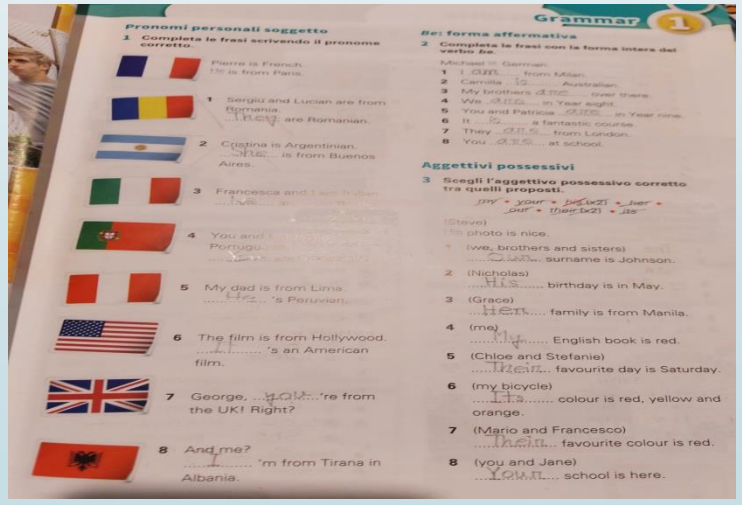 Grammar 1
Pronomi personali soggetto
1 Completa le frasi scrivendo il pronome
corretto.
Pierre is French.
He is from Paris.
1 Sergiu and Lucian are from
Romania.
They are Romanian.
2 Cristina is Argentinian.
She is from Buenos
Aires.
3 Francesca and I
4 You and
5 My dad is from Lima.
He 's Peruvian.
6 The film is from Hollywood.
It 's an American
film.
7 George, you 're from
the UK! Right?
8 And me?
I 'm from Tirana in
Albania.
Be: forma affermativa
2 Completa le frasi con la forma intera del
verbo be.
Michael is German.
1 I am from Milan.
2 Camilla is Australian.
3 My brothers are over there.
4 We are in Year eight.
5 You and Patricia are in Year nine.
6 It is a fantastic course.
7 They are from London.
8 You are at school.
Aggettivi possessivi
3 Scegli l'aggettivo possessivo corretto
tra quelli proposti.
my • your • his (x2) • her •
our • their (x2) • its
(Steve)
His photo is nice.
1 (we, brothers and sisters)
Our surname is Johnson.
2 (Nicholas)
His birthday is in May.
3 (Grace)
Her family is from Manila.
4 (me)
My English book is red.
5 (Chloe and Stefanie)
Their favourite day is Saturday.
6 (my bicycle)
Its colour is red, yellow and
orange.
7 (Mario and Francesco)
Their favourite colour is red.
8 (you and Jane)
Your school is here.